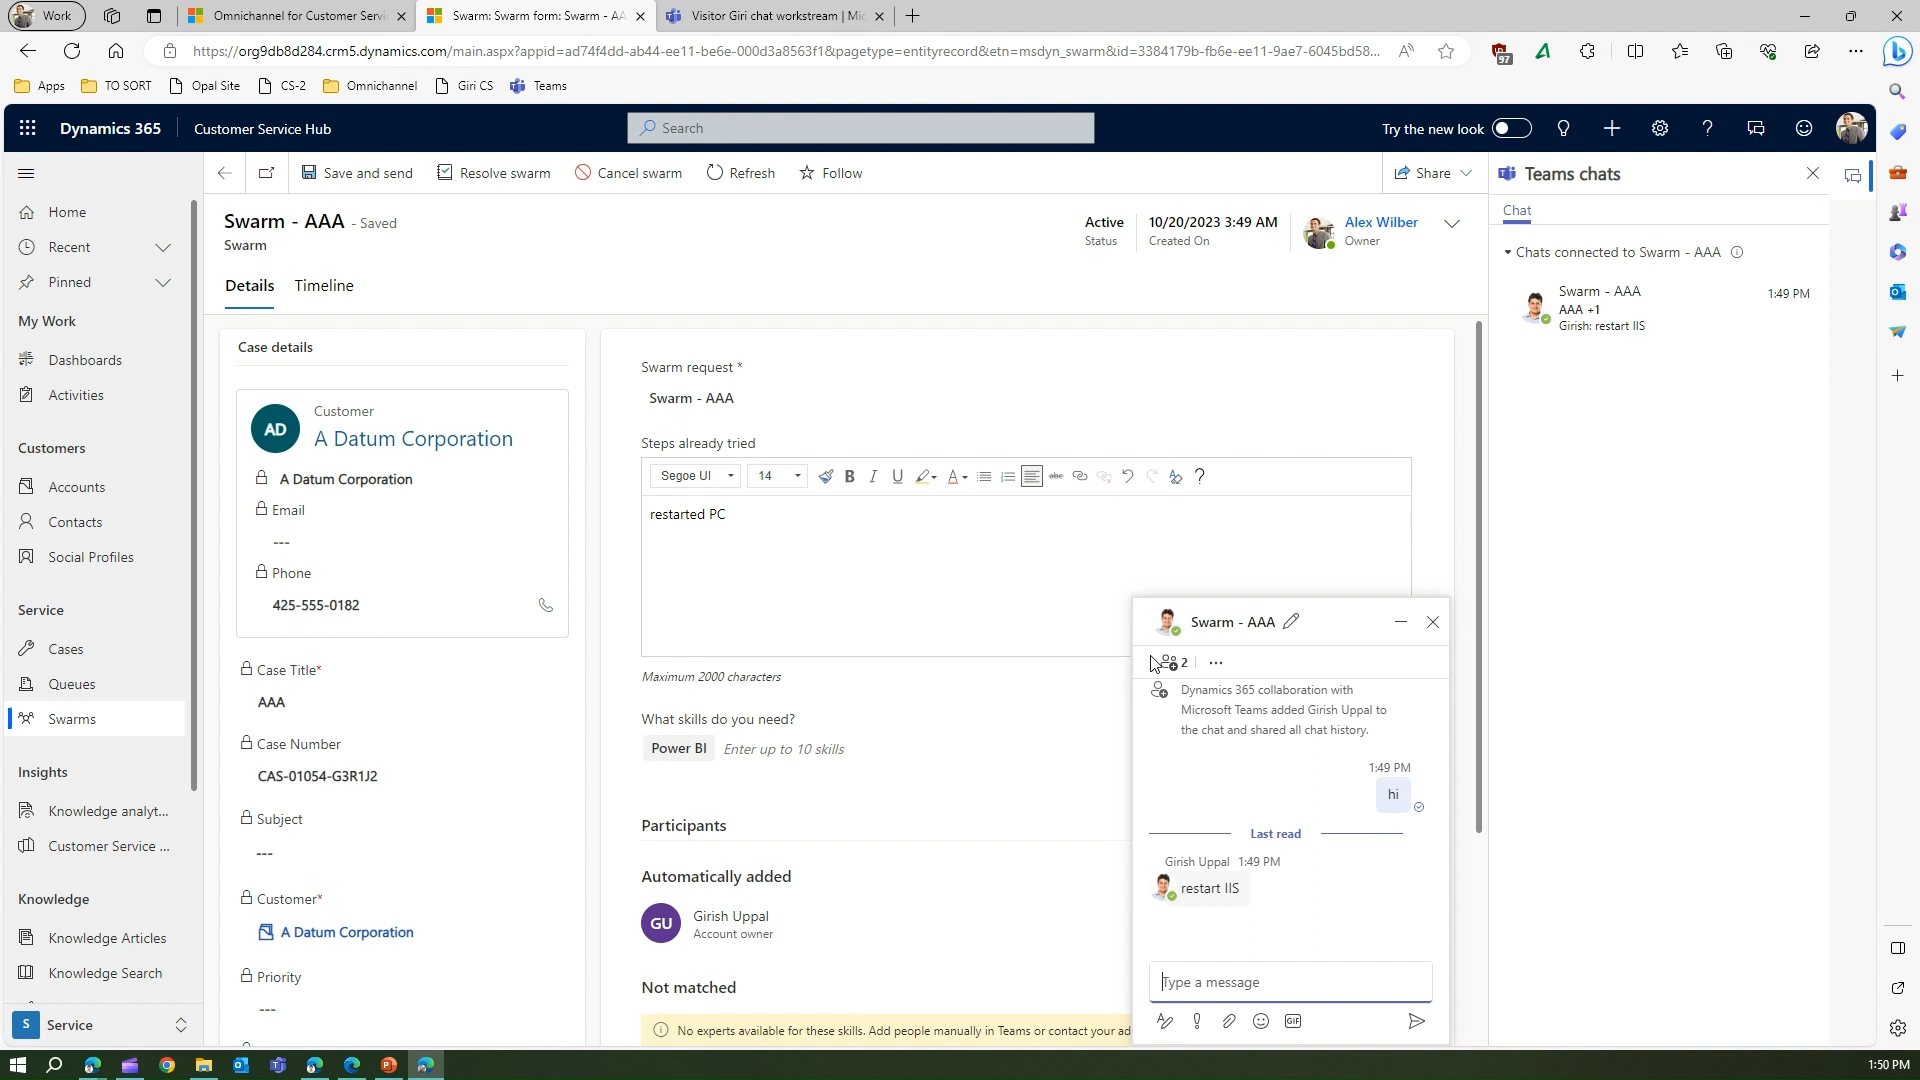 Work
Omnichannel for Customer Servi
Swarm: Swarm form: Swarm - AA
Visitor Giri chat workstream | Mic
https://org9db8d284.crm5.dynamics.com/main.aspx?appid=ad74f4dd-ab44-ee11-be6e-000d3a8563f1&pagetype=entityrecord&etn=msdyn_swarm&id=3384179b-fb6e-ee11-9ae7-6045bd58...
97
Apps
TO SORT
Opal Site
CS-2
Omnichannel
Giri CS
Teams
Dynamics 365
Customer Service Hub
Search
Try the new look
Save and send
Resolve swarm
Cancel swarm
Refresh
Follow
Share
Teams chats
Home
Recent
Pinned
My Work
Dashboards
Activities
Customers
Accounts
Contacts
Social Profiles
Service
Cases
Queues
Swarms
Insights
Knowledge analyt...
Customer Service ...
Knowledge
Knowledge Articles
Knowledge Search
S
Service
Swarm - AAA - Saved
Swarm
Active
Status
10/20/2023 3:49 AM
Created On
Alex Wilber
Owner
Details
Timeline
Case details
AD
Customer
A Datum Corporation
A Datum Corporation
Email
---
Phone
425-555-0182
Case Title*
AAA
Case Number
CAS-01054-G3R1J2
Subject
---
Customer*
A Datum Corporation
Priority
---
Swarm request *
Swarm - AAA
Steps already tried
Segoe UI
14
B
I
U
A
abc
?
restarted PC
Maximum 2000 characters
What skills do you need?
Power BI
Enter up to 10 skills
Participants
Automatically added
GU
Girish Uppal
Account owner
Not matched
No experts available for these skills. Add people manually in Teams or contact your ad
Chat
Chats connected to Swarm - AAA
Swarm - AAA
1:49 PM
AAA +1
Girish: restart IIS
Swarm - AAA
2
...
Dynamics 365 collaboration with
Microsoft Teams added Girish Uppal to
the chat and shared all chat history.
1:49 PM
hi
Last read
Girish Uppal 1:49 PM
restart IIS
Type a message
GIF
1:50 PM